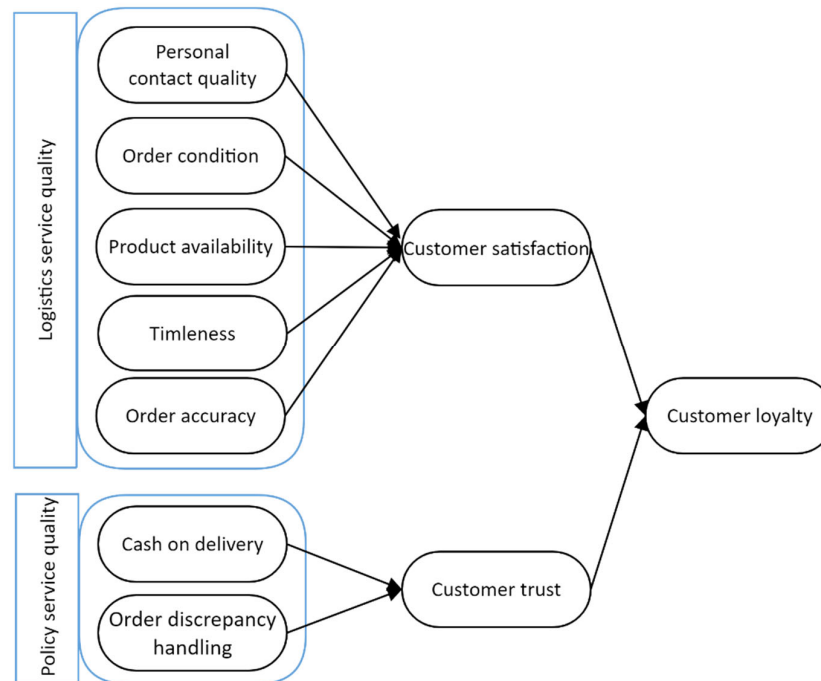 Logistics service quality
Personal
contact quality
Order condition
Product availability
Timleness
Order accuracy
Customer satisfaction
Customer loyalty
Policy service quality
Cash on delivery
Order discrepancy
handling
Customer trust